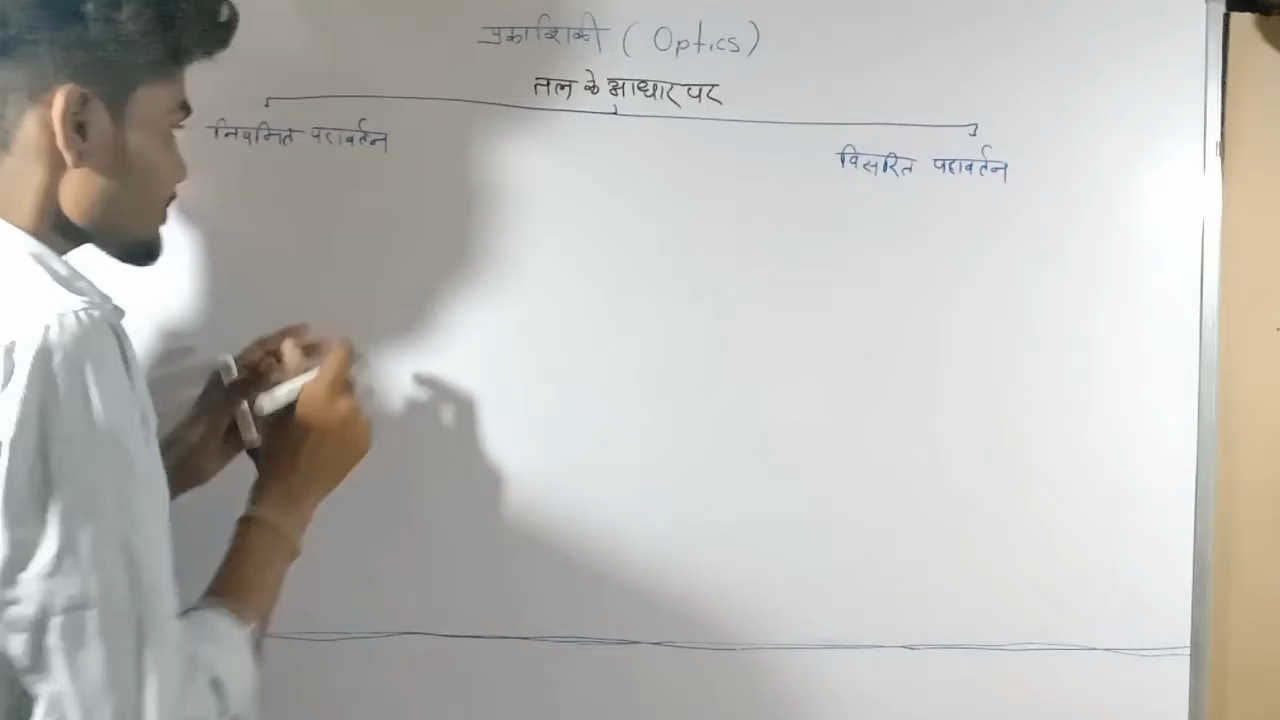 प्रकाशिकी ( Optics )
तल के आधार पर
नियमित परावर्तन
विसरित परावर्तन